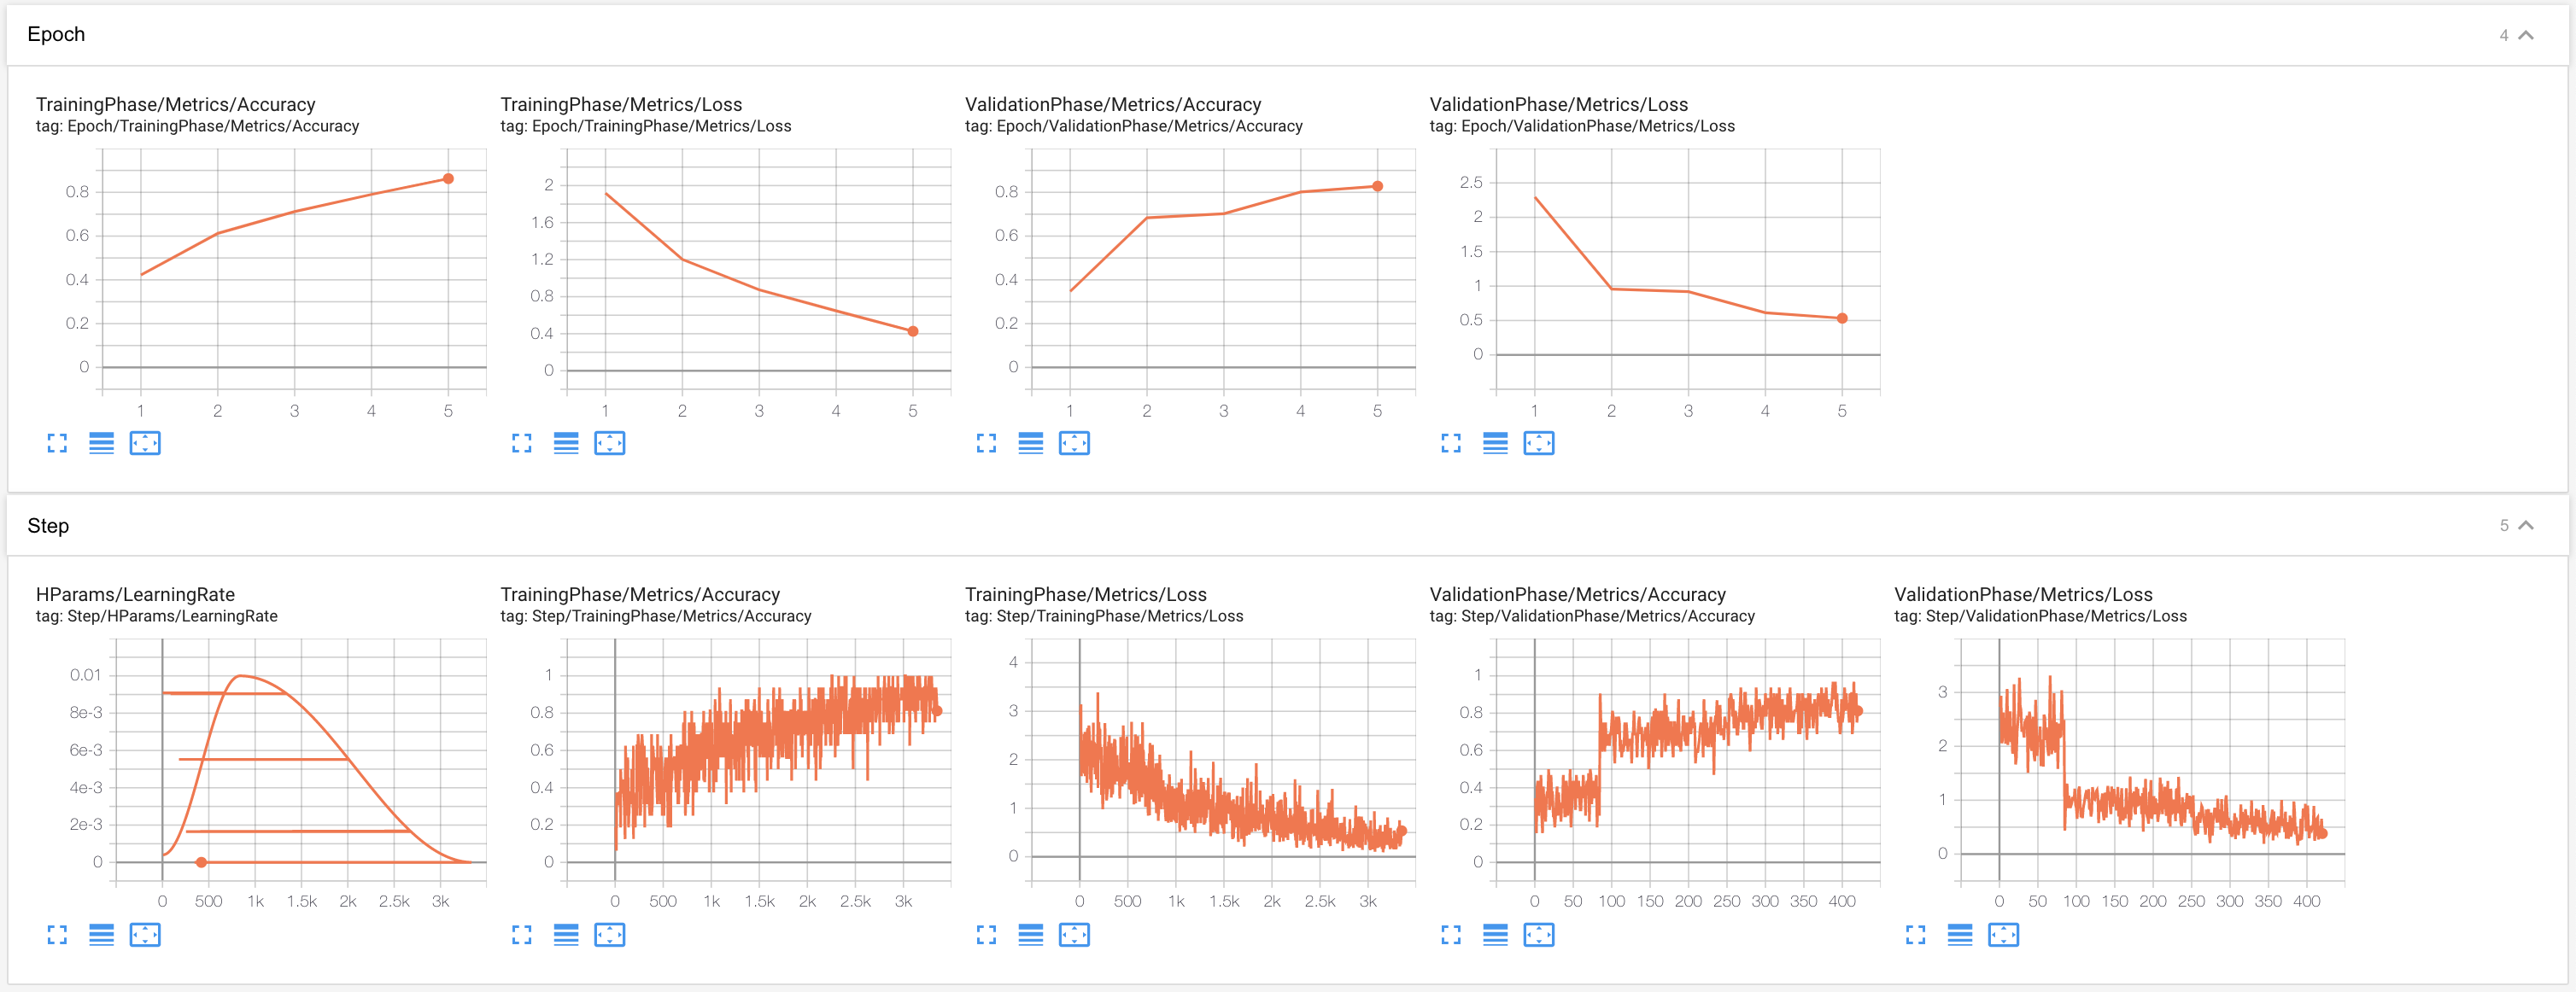 Epoch
4
TrainingPhase/Metrics/Accuracy
tag: Epoch/TrainingPhase/Metrics/Accuracy
0.8
0.6
0.4
0.2
0
1 2 3 4 5
TrainingPhase/Metrics/Loss
tag: Epoch/TrainingPhase/Metrics/Loss
2
1.6
1.2
0.8
0.4
0
1 2 3 4 5
ValidationPhase/Metrics/Accuracy
tag: Epoch/ValidationPhase/Metrics/Accuracy
0.8
0.6
0.4
0.2
0
1 2 3 4 5
ValidationPhase/Metrics/Loss
tag: Epoch/ValidationPhase/Metrics/Loss
2.5
2
1.5
1
0.5
0
1 2 3 4 5
Step
5
HParams/LearningRate
tag: Step/HParams/LearningRate
0.01
8e-3
6e-3
4e-3
2e-3
0
0 500 1k 1.5k 2k 2.5k 3k
TrainingPhase/Metrics/Accuracy
tag: Step/TrainingPhase/Metrics/Accuracy
1
0.8
0.6
0.4
0.2
0
0 500 1k 1.5k 2k 2.5k 3k
TrainingPhase/Metrics/Loss
tag: Step/TrainingPhase/Metrics/Loss
4
3
2
1
0
0 500 1k 1.5k 2k 2.5k 3k
ValidationPhase/Metrics/Accuracy
tag: Step/ValidationPhase/Metrics/Accuracy
1
0.8
0.6
0.4
0.2
0
0 50 100 150 200 250 300 350 400
ValidationPhase/Metrics/Loss
tag: Step/ValidationPhase/Metrics/Loss
3
2
1
0
0 50 100 150 200 250 300 350 400